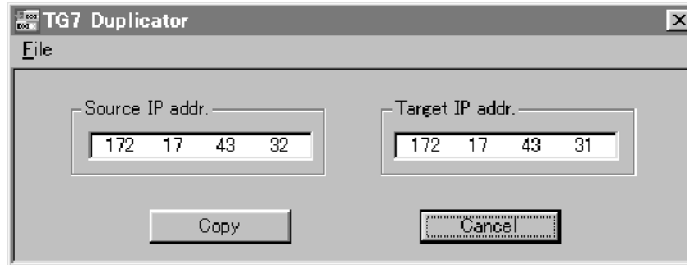 TG7 Duplicator
File
Source IP addr. Target IP addr.
172 17 43 32 172 17 43 31
Copy Cancel